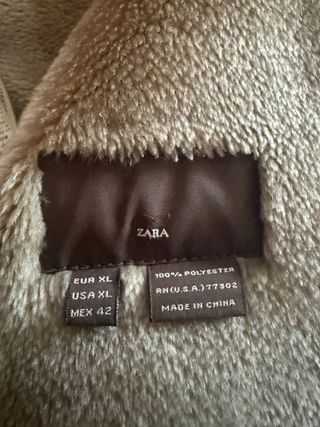 ZARA
EUR XL
USA XL
MEX 42
100% POLYESTER
RN(U.S.A.)77302
MADE IN CHINA